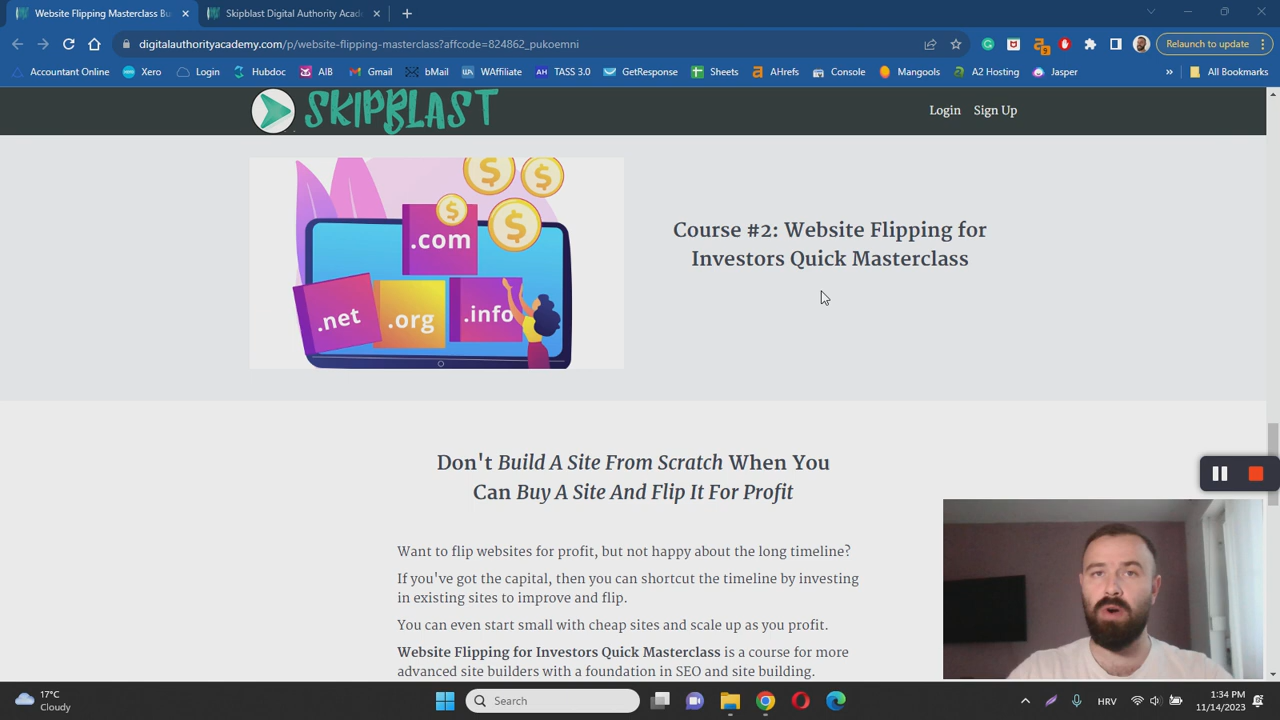 Website Flipping Masterclass Bu
Skipblast Digital Authority Acade
digitalauthorityacademy.com/p/website-flipping-masterclass?affcode=824862_pukoemni
9
Relaunch to update
Accountant Online
Xero
Login
Hubdoc
AIB
Gmail
bMail
WAffiliate
AH
TASS 3.0
GetResponse
Sheets
AHrefs
Console
Mangools
A2 Hosting
Jasper
»
All Bookmarks
SKIPBLAST
Login
Sign Up
.com
.net
.org
.info
$
$
$
$
Course #2: Website Flipping for
Investors Quick Masterclass
Don't Build A Site From Scratch When You
Can Buy A Site And Flip It For Profit
Want to flip websites for profit, but not happy about the long timeline?
If you've got the capital, then you can shortcut the timeline by investing
in existing sites to improve and flip.
You can even start small with cheap sites and scale up as you profit.
Website Flipping for Investors Quick Masterclass is a course for more
advanced site builders with a foundation in SEO and site building.
17°C
Cloudy
Search
HRV
1:34 PM
11/14/2023